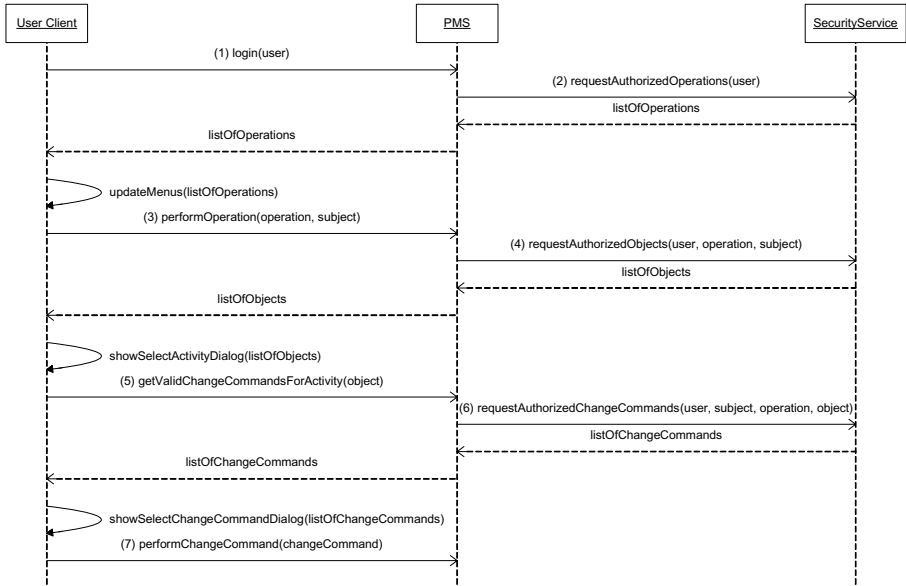 User Client
PMS
SecurityService
(1) login(user)
(2) requestAuthorizedOperations(user)
listOfOperations
listOfOperations
updateMenus(listOfOperations)
(3) performOperation(operation, subject)
(4) requestAuthorizedObjects(user, operation, subject)
listOfObjects
listOfObjects
showSelectActivityDialog(listOfObjects)
(5) getValidChangeCommandsForActivity(object)
(6) requestAuthorizedChangeCommands(user, subject, operation, object)
listOfChangeCommands
listOfChangeCommands
showSelectChangeCommandDialog(listOfChangeCommands)
(7) performChangeCommand(changeCommand)